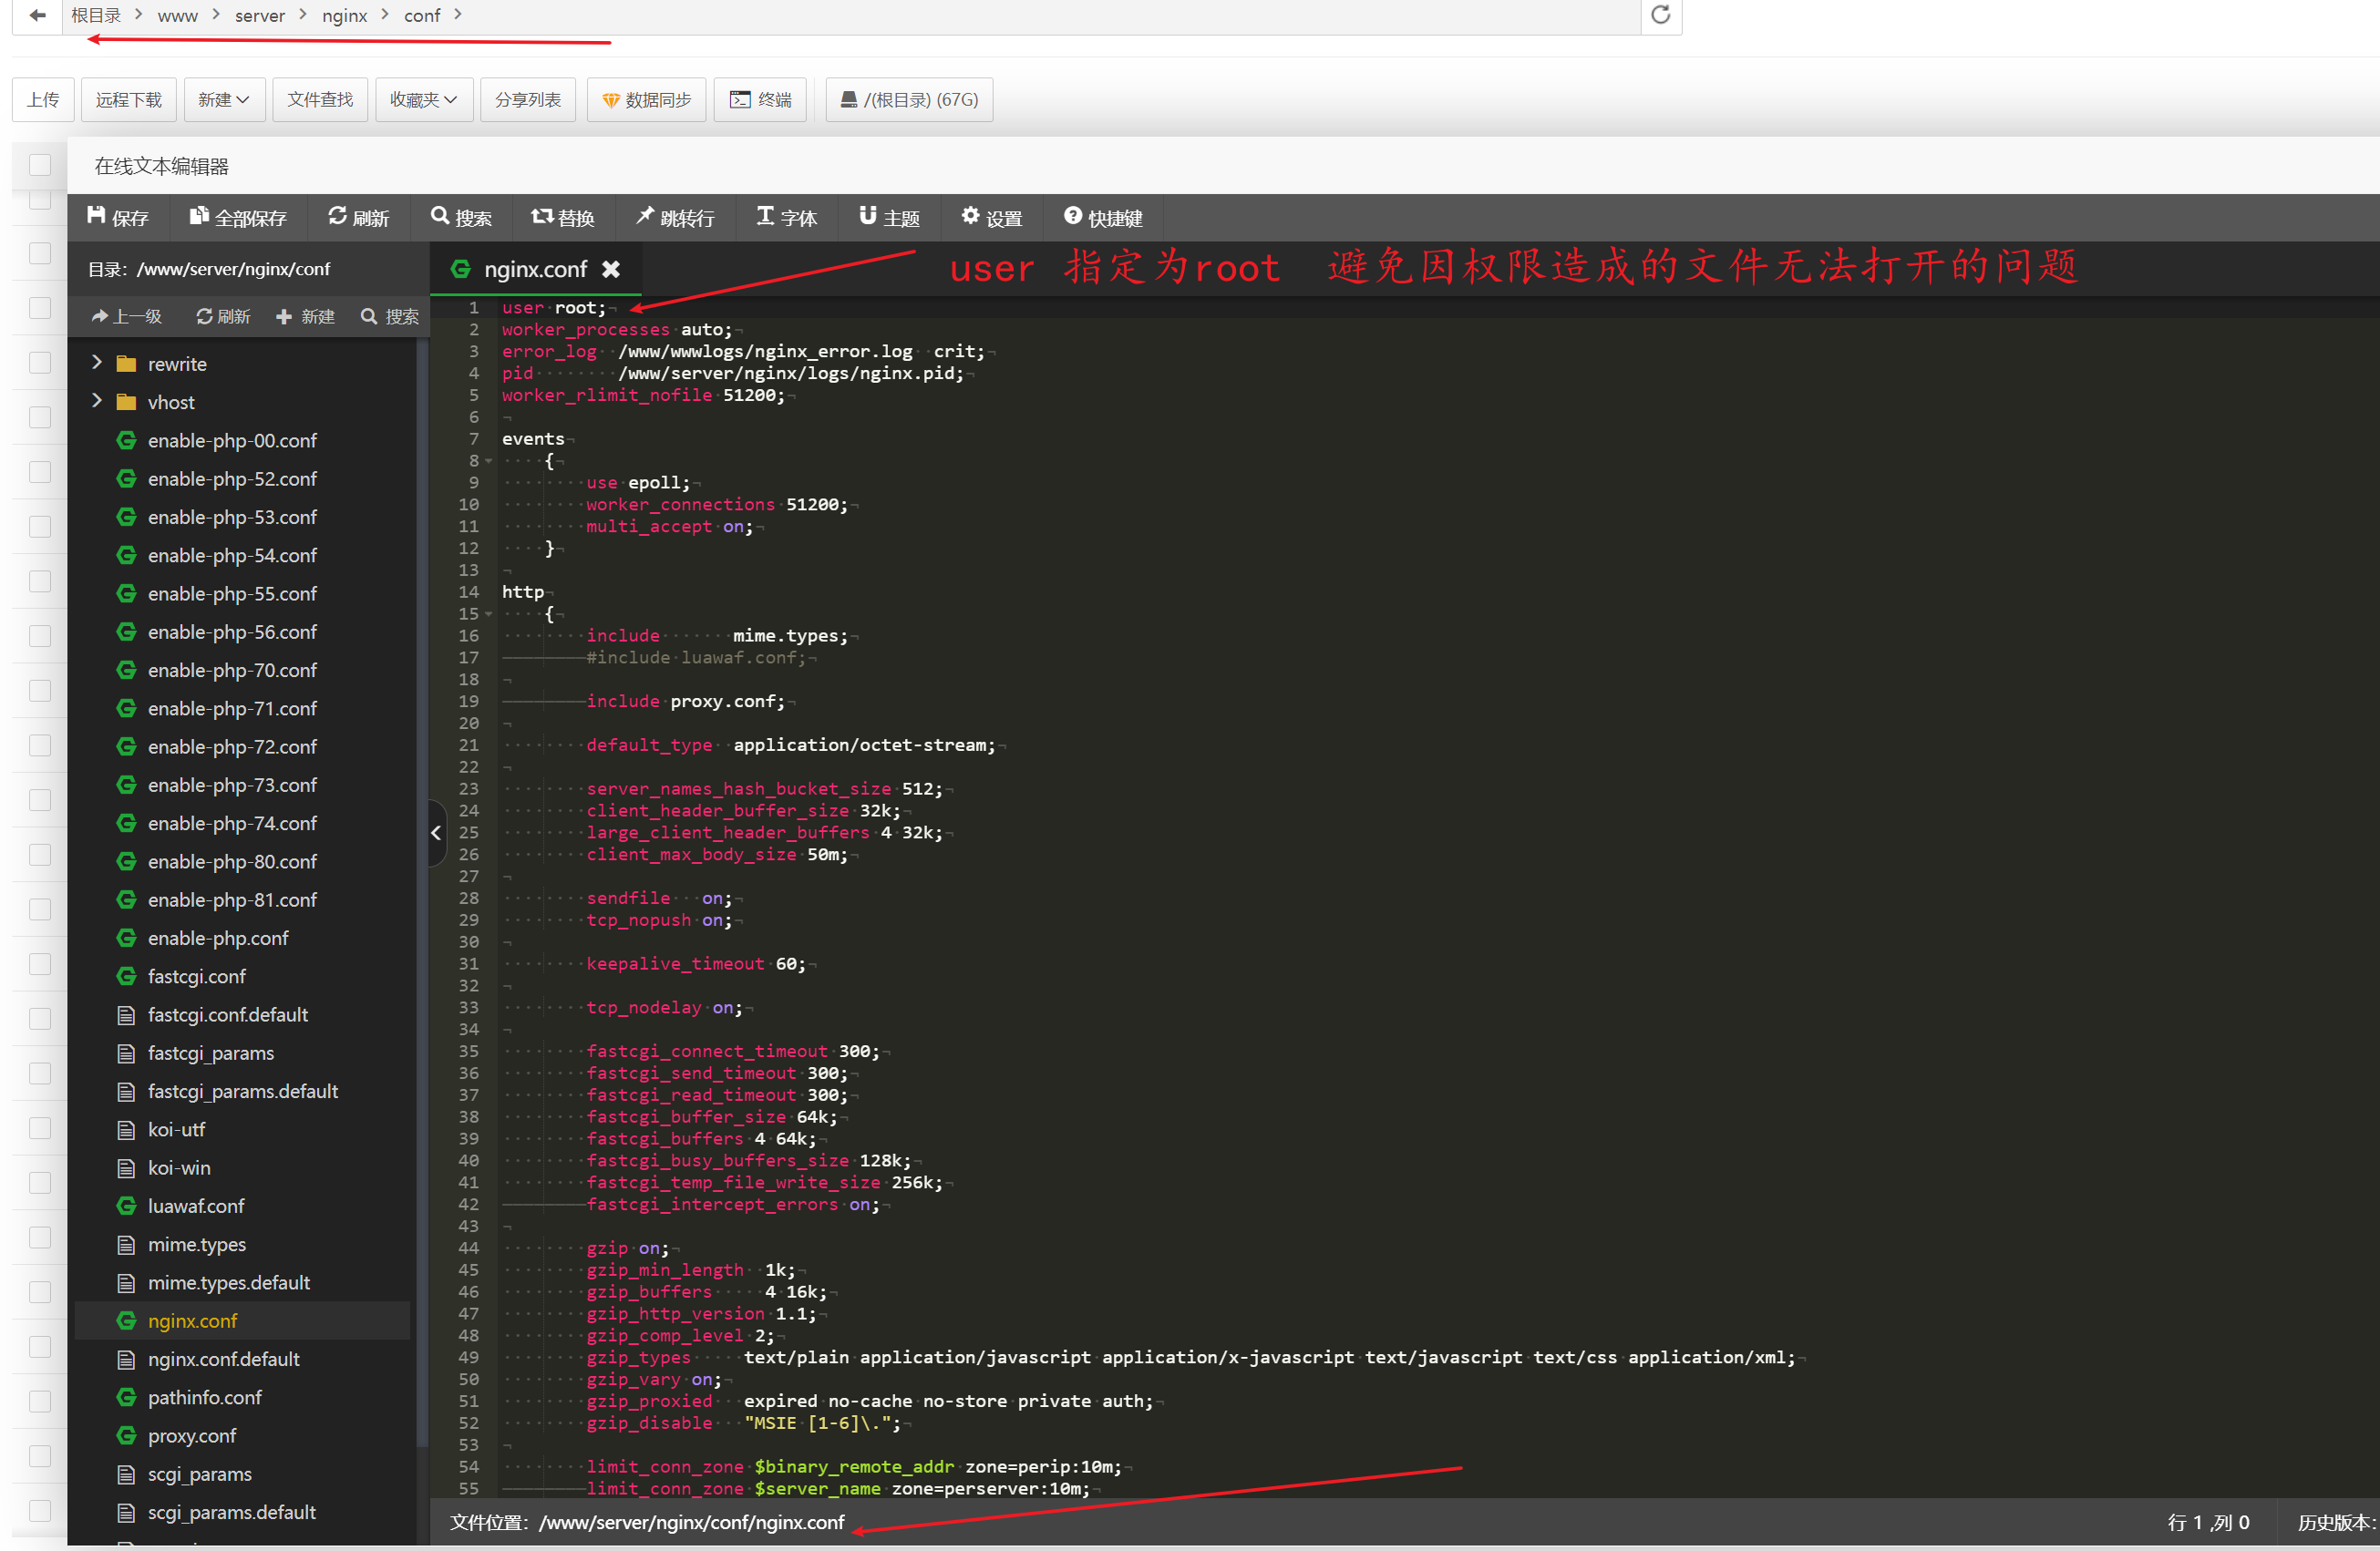 根目录 > www > server > nginx > conf >
上传 远程下载 新建 文件查找 收藏夹 分享列表 数据同步 终端 /(根目录) (67G)
在线文本编辑器
保存 全部保存 刷新 搜索 替换 跳转行 字体 主题 设置 快捷键
目录: /www/server/nginx/conf
nginx.conf
user 指定为root 避免因权限造成的文件无法打开的问题
上一级 刷新 新建 搜索
rewrite
vhost
enable-php-00.conf
enable-php-52.conf
enable-php-53.conf
enable-php-54.conf
enable-php-55.conf
enable-php-56.conf
enable-php-70.conf
enable-php-71.conf
enable-php-72.conf
enable-php-73.conf
enable-php-74.conf
enable-php-80.conf
enable-php-81.conf
enable-php.conf
fastcgi.conf
fastcgi.conf.default
fastcgi_params
fastcgi_params.default
koi-utf
koi-win
luawaf.conf
mime.types
mime.types.default
nginx.conf
nginx.conf.default
pathinfo.conf
proxy.conf
scgi_params
scgi_params.default
1 user root;
2 worker_processes auto;
3 error_log /www/wwwlogs/nginx_error.log crit;
4 pid /www/server/nginx/logs/nginx.pid;
5 worker_rlimit_nofile 51200;
6
7 events
8 {
9 use epoll;
10 worker_connections 51200;
11 multi_accept on;
12 }
13
14 http
15 {
16 include mime.types;
17 #include luawaf.conf;
18
19 include proxy.conf;
20
21 default_type application/octet-stream;
22
23 server_names_hash_bucket_size 512;
24 client_header_buffer_size 32k;
25 large_client_header_buffers 4 32k;
26 client_max_body_size 50m;
27
28 sendfile on;
29 tcp_nopush on;
30
31 keepalive_timeout 60;
32
33 tcp_nodelay on;
34
35 fastcgi_connect_timeout 300;
36 fastcgi_send_timeout 300;
37 fastcgi_read_timeout 300;
38 fastcgi_buffer_size 64k;
39 fastcgi_buffers 4 64k;
40 fastcgi_busy_buffers_size 128k;
41 fastcgi_temp_file_write_size 256k;
42 fastcgi_intercept_errors on;
43
44 gzip on;
45 gzip_min_length 1k;
46 gzip_buffers 4 16k;
47 gzip_http_version 1.1;
48 gzip_comp_level 2;
49 gzip_types text/plain application/javascript application/x-javascript text/javascript text/css application/xml;
50 gzip_vary on;
51 gzip_proxied expired no-cache no-store private auth;
52 gzip_disable "MSIE [1-6]\.";
53
54 limit_conn_zone $binary_remote_addr zone=perip:10m;
55 limit_conn_zone $server_name zone=perserver:10m;
文件位置: /www/server/nginx/conf/nginx.conf 行 1 ,列 0 历史版本: